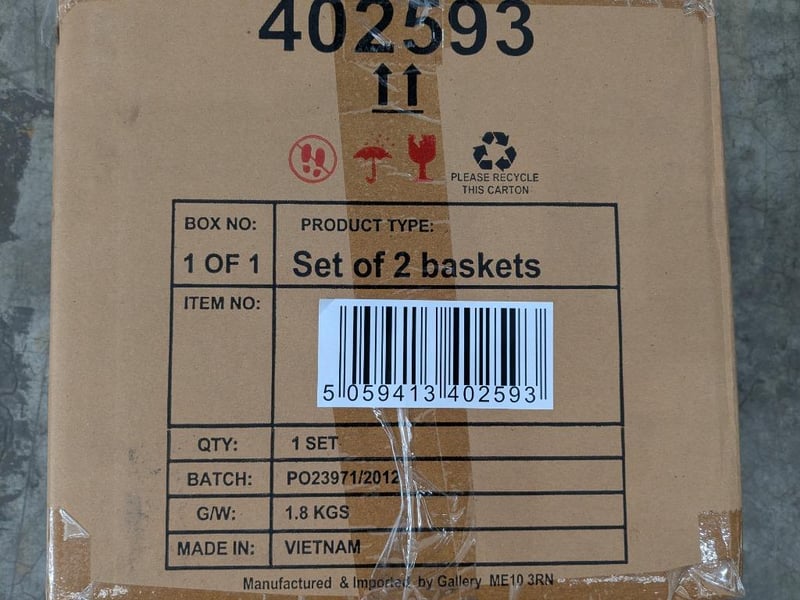 402593
PLEASE RECYCLE
THIS CARTON
BOX NO: PRODUCT TYPE:
1 OF 1 Set of 2 baskets
ITEM NO:
5 059413 402593
QTY: 1 SET
BATCH: PO23971/2012
G/W: 1.8 KGS
MADE IN: VIETNAM
Manufactured & Imported by Gallery ME10 3RN